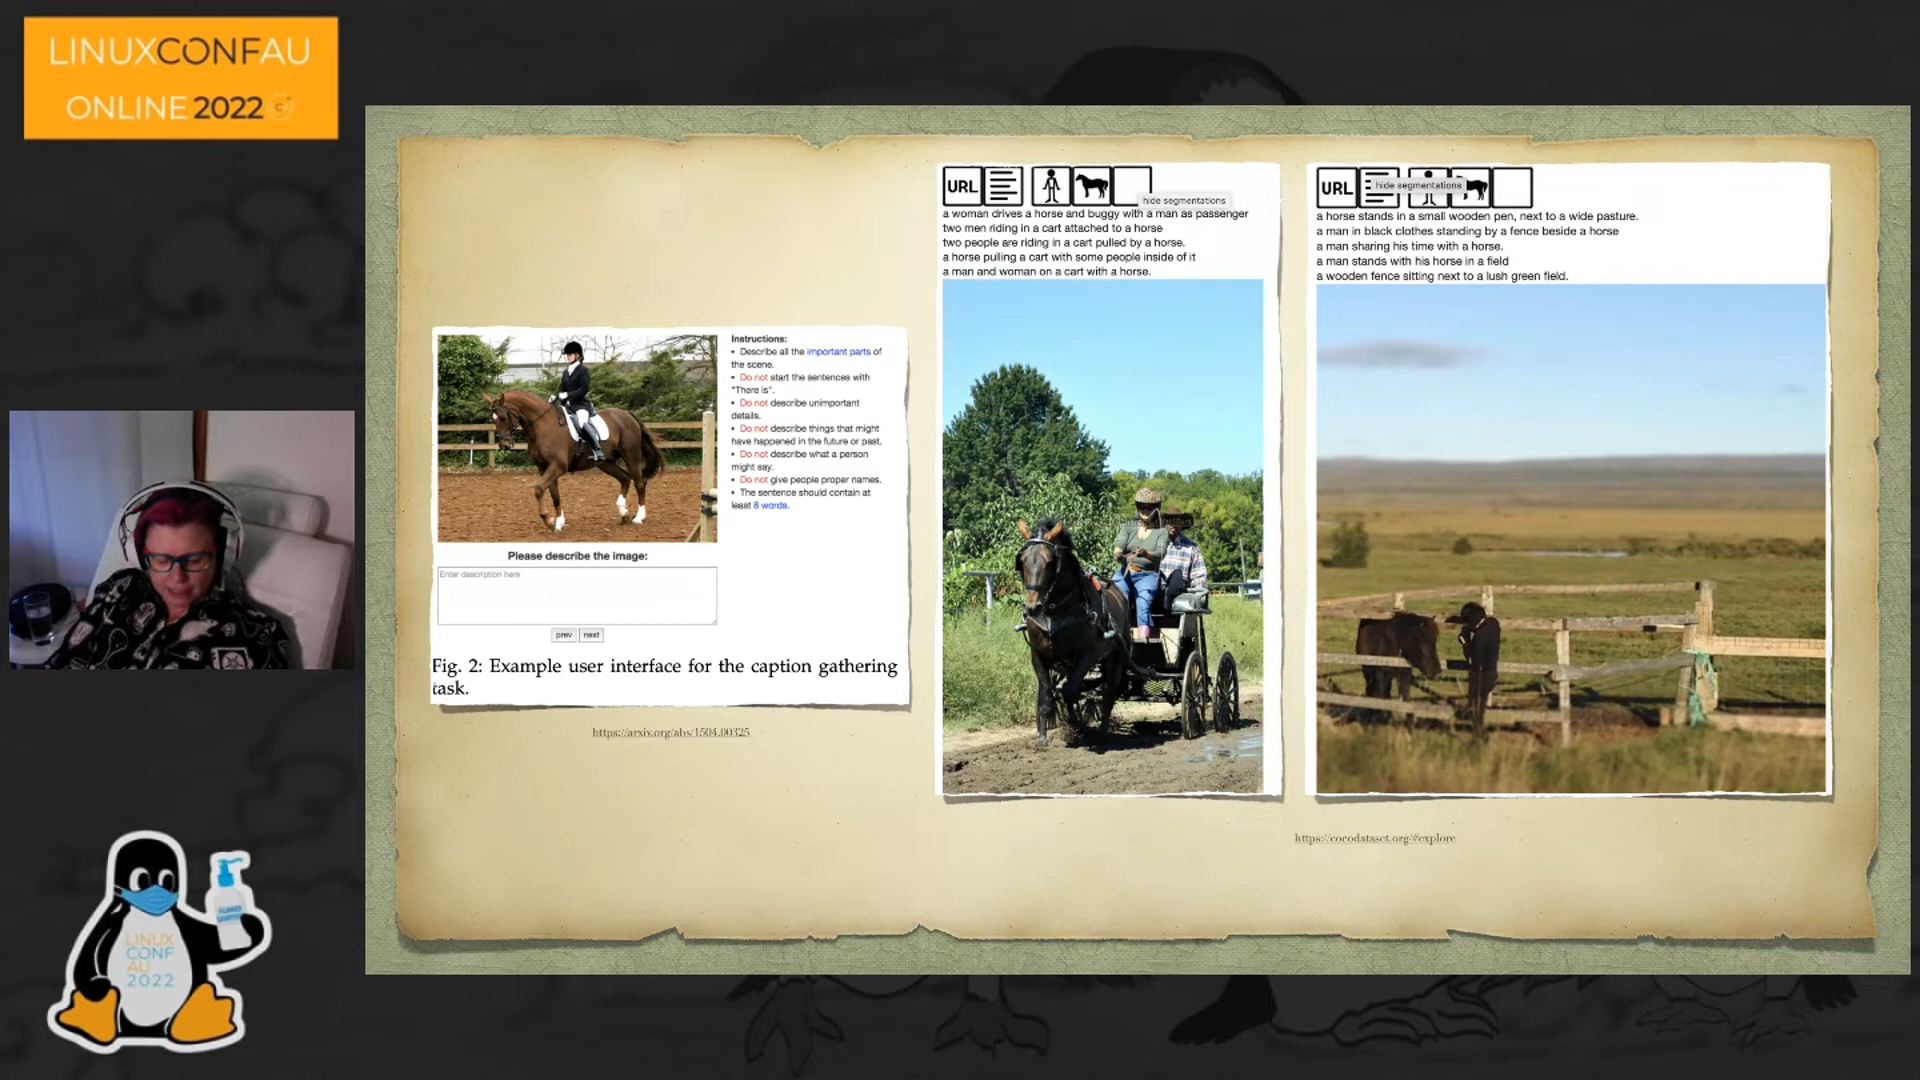 LINUXCONFAU
ONLINE 2022
Instructions:
• Describe all the important parts of
the scene.
• Do not start the sentences with
"There is".
• Do not describe unimportant
details.
• Do not describe things that might
have happened in the future or past.
• Do not describe what a person
might say.
• Do not give people proper names.
• The sentence should contain at
least 8 words.
Please describe the image:
Enter description here
prev next
Fig. 2: Example user interface for the caption gathering
task.
https://arxiv.org/abs/1504.00325
URL
hide segmentations
a woman drives a horse and buggy with a man as passenger
two men riding in a cart attached to a horse
two people are riding in a cart pulled by a horse.
a horse pulling a cart with some people inside of it
a man and woman on a cart with a horse.
URL
hide segmentations
a horse stands in a small wooden pen, next to a wide pasture.
a man in black clothes standing by a fence beside a horse
a man sharing his time with a horse.
a man stands with his horse in a field
a wooden fence sitting next to a lush green field.
https://cocodataset.org/#explore
LINUX
CONF
AU
2022